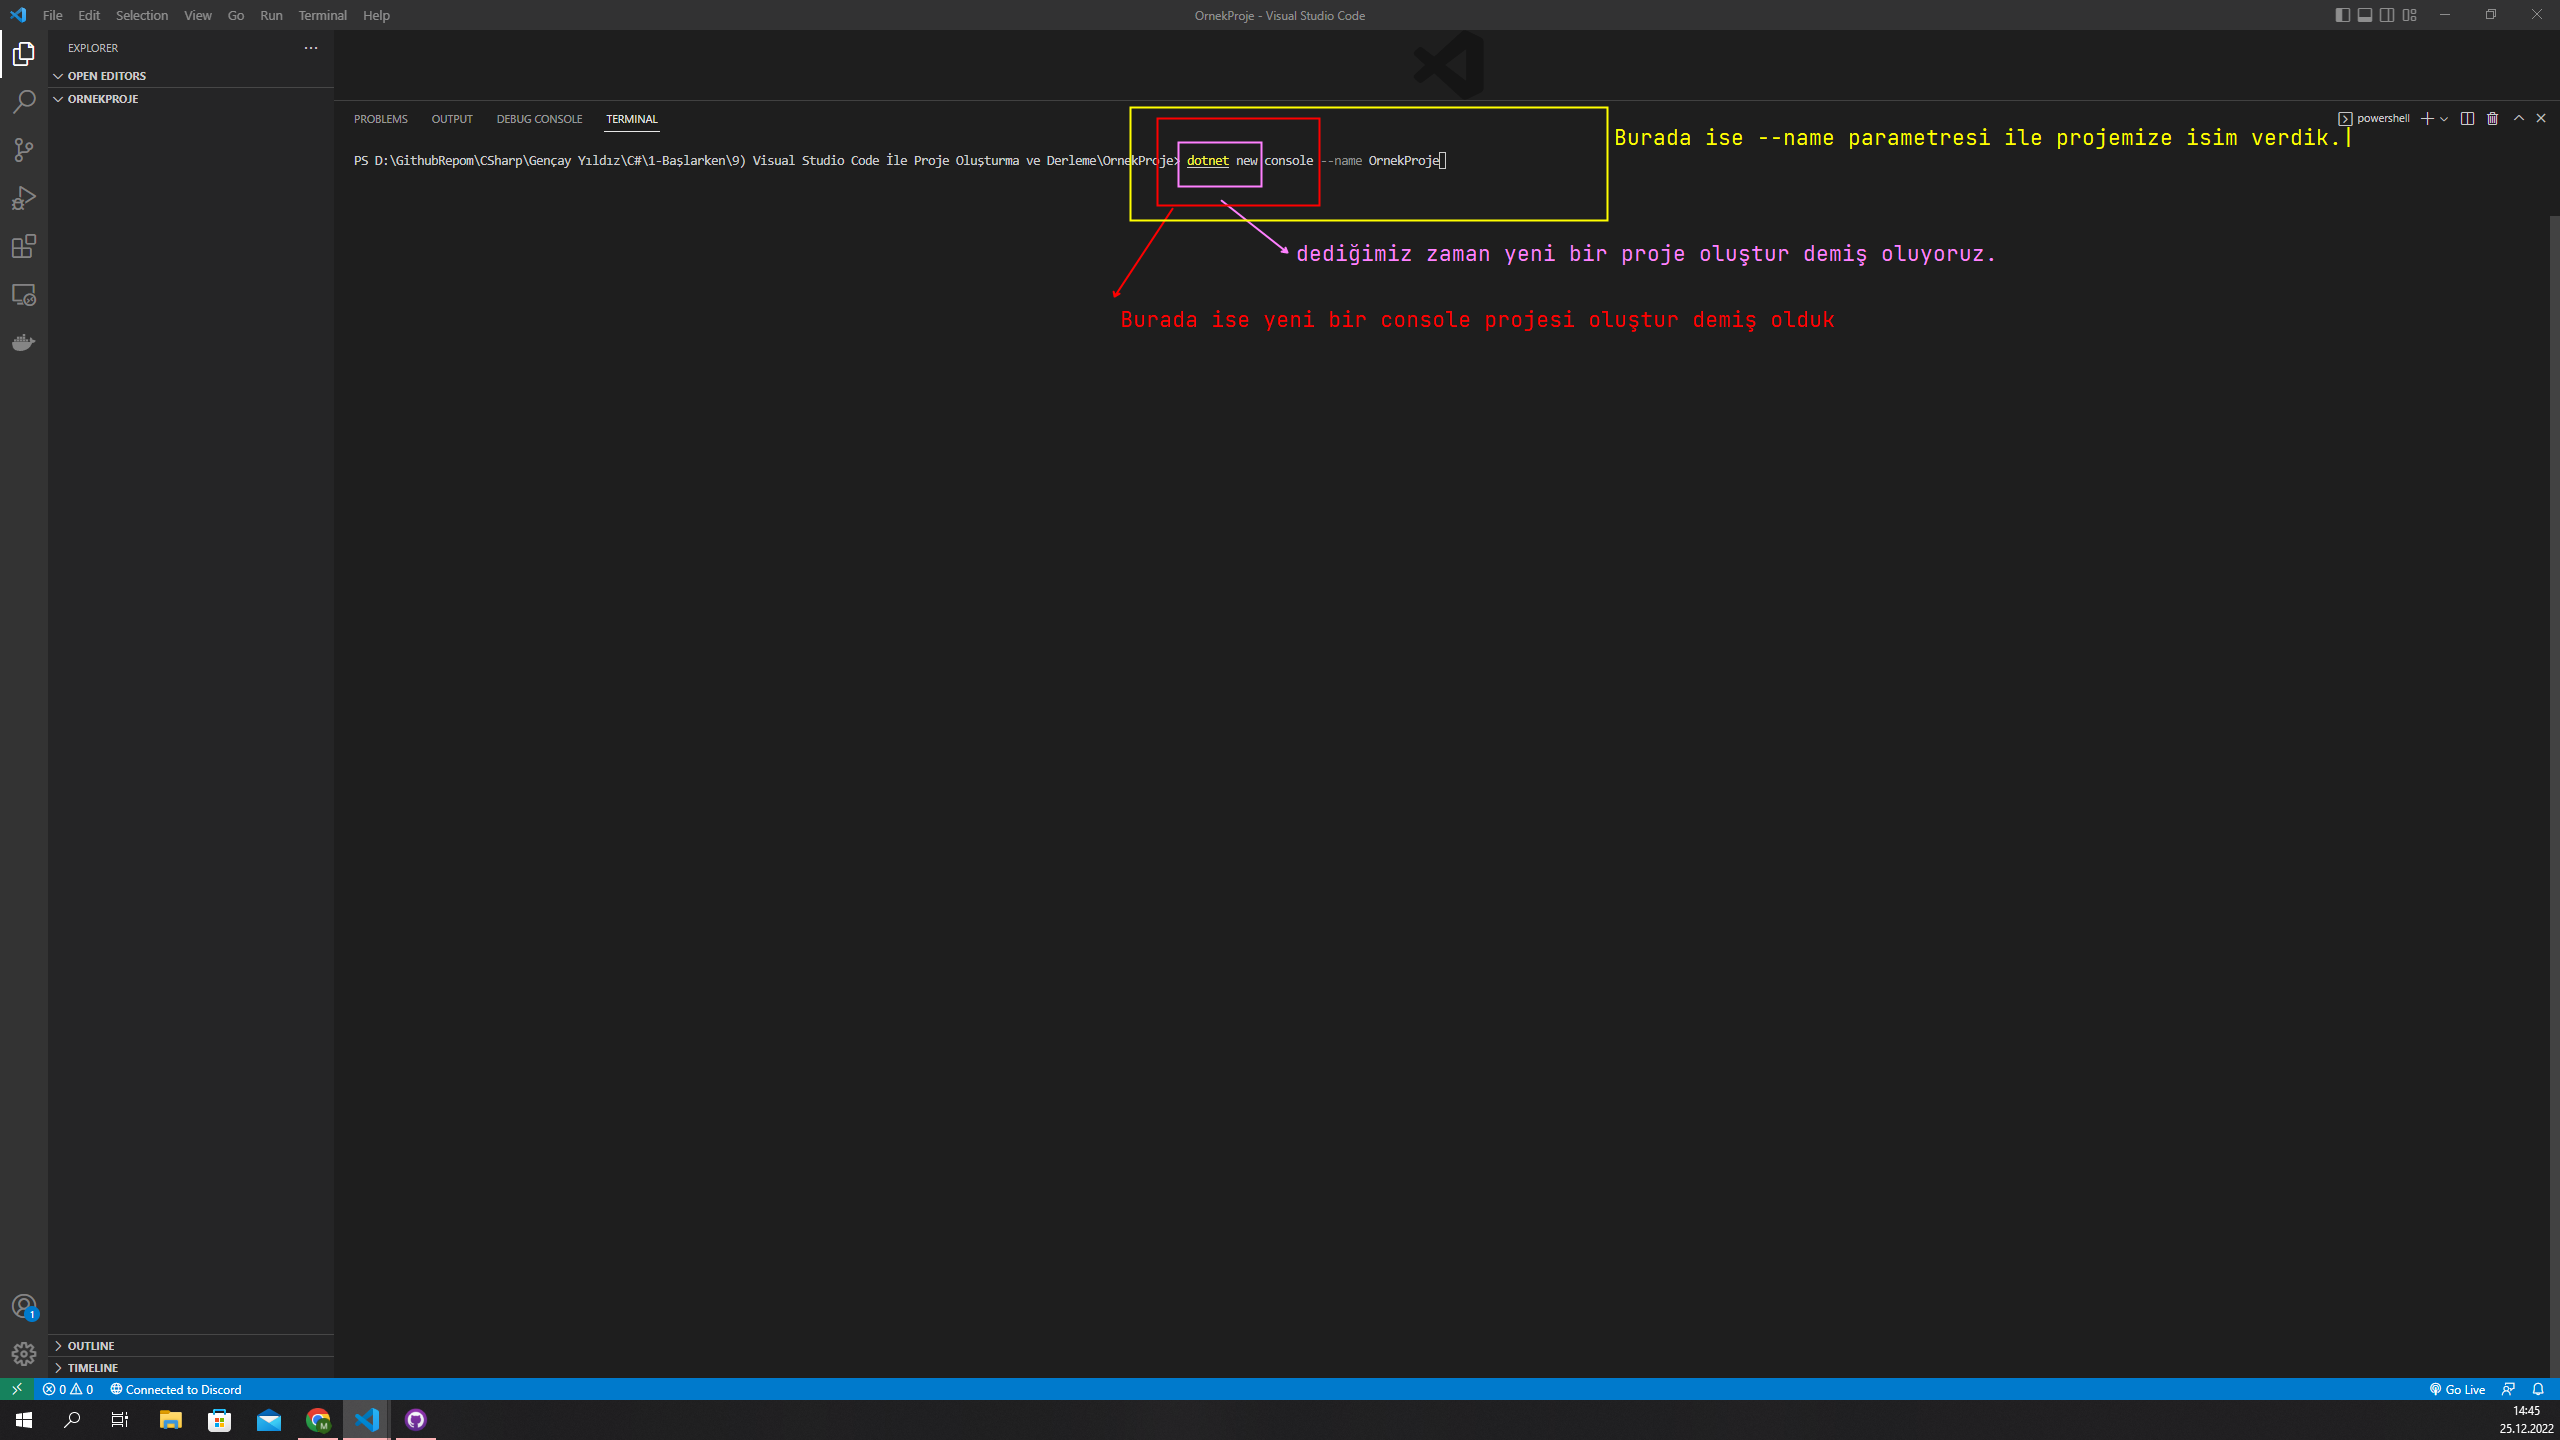 File Edit Selection View Go Run Terminal Help
OrnekProje - Visual Studio Code
EXPLORER
OPEN EDITORS
ORNEKPROJE
PROBLEMS OUTPUT DEBUG CONSOLE TERMINAL
powershell
Burada ise --name parametresi ile projemize isim verdik.
PS D:\GithubRepom\CSharp\Gençay Yıldız\C#\1-Başlarken\9) Visual Studio Code İle Proje Oluşturma ve Derleme\OrnekProje> dotnet new console --name OrnekProje
dediğimiz zaman yeni bir proje oluştur demiş oluyoruz.
Burada ise yeni bir console projesi oluştur demiş olduk
1
OUTLINE
TIMELINE
0 0 Connected to Discord
Go Live
M
14:45
25.12.2022